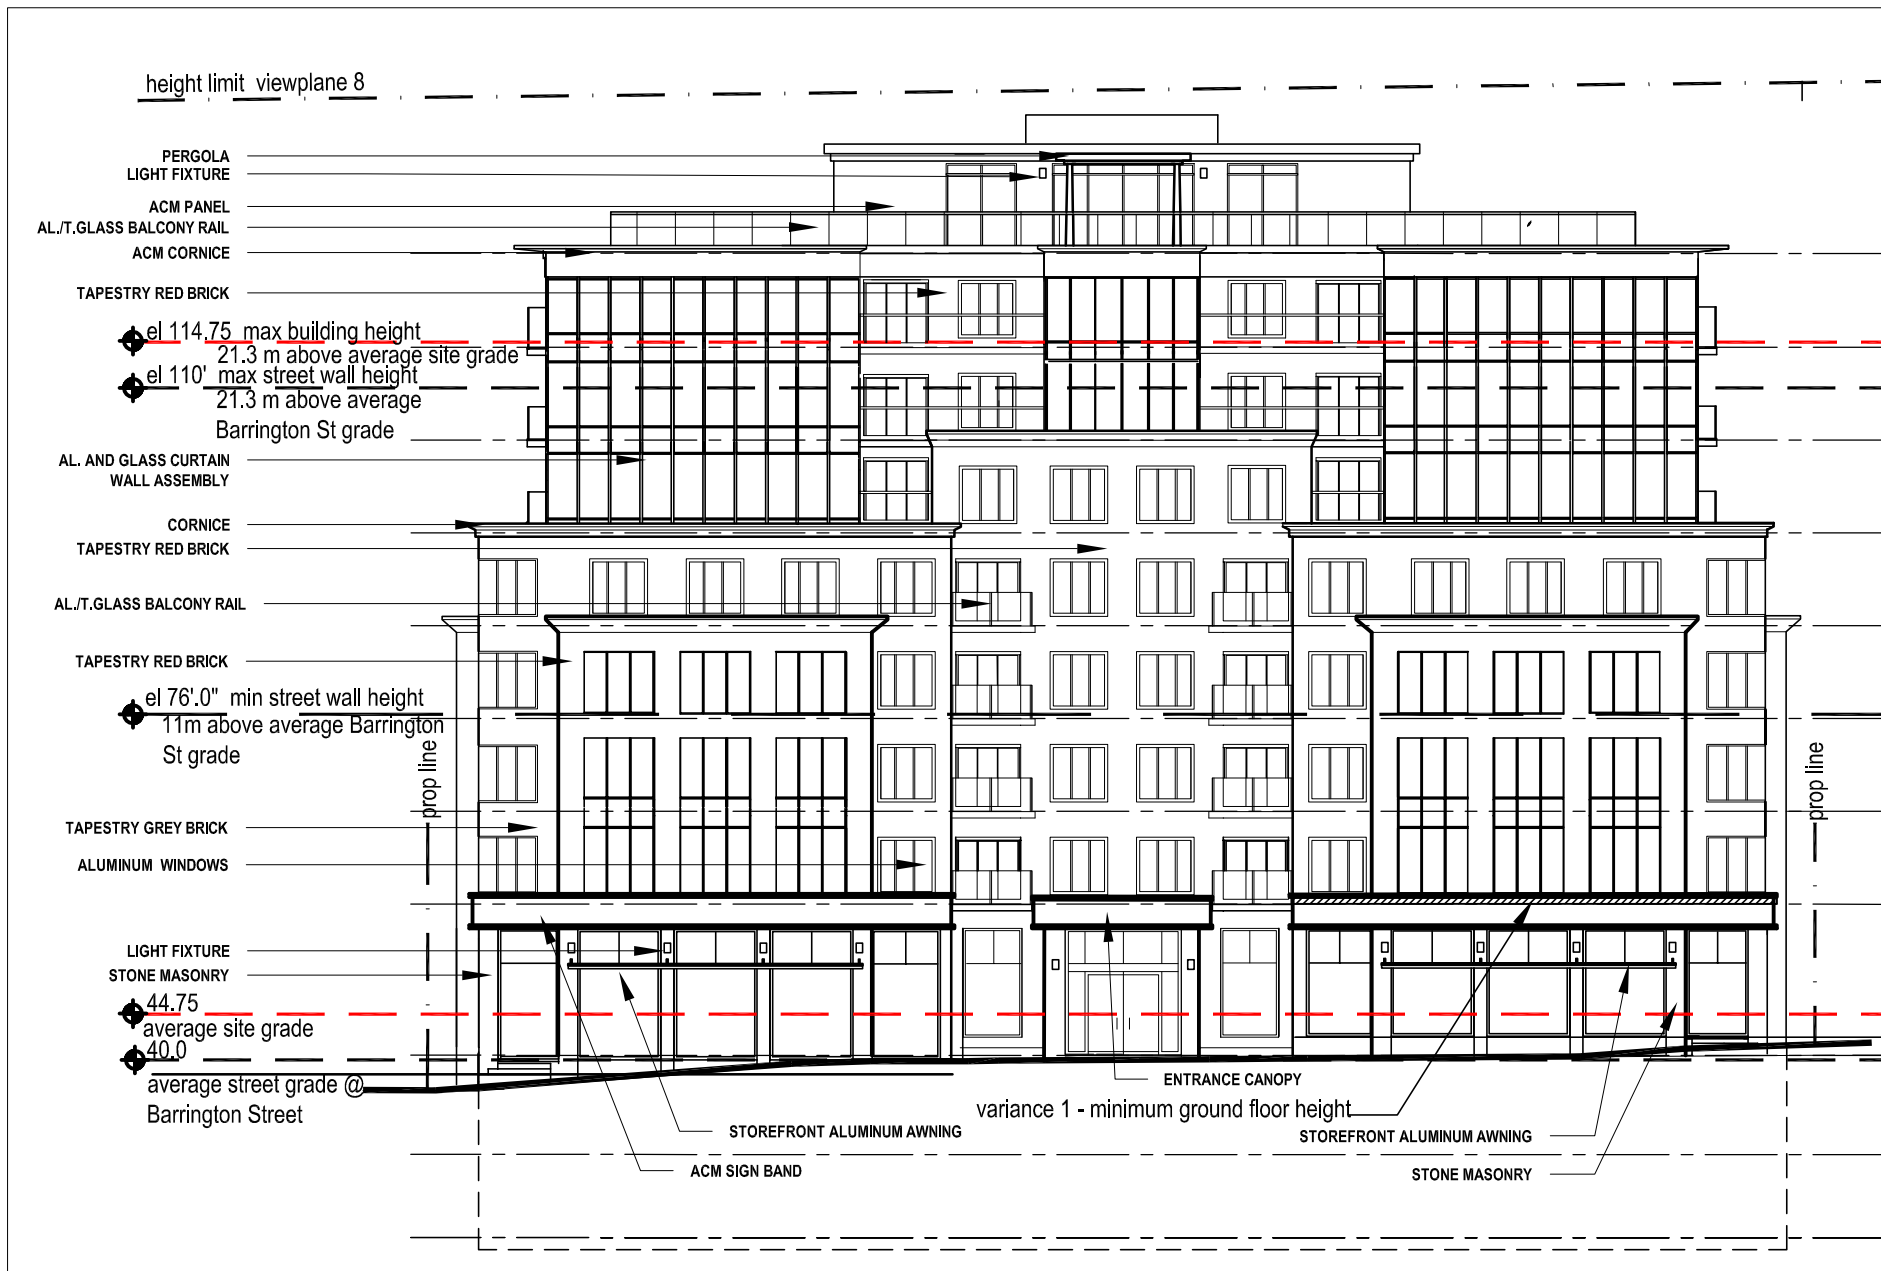 height limit viewplane 8
PERGOLA
LIGHT FIXTURE
ACM PANEL
AL./T.GLASS BALCONY RAIL
ACM CORNICE
TAPESTRY RED BRICK
el 114.75 max building height
21.3 m above average site grade
el 110' max street wall height
21.3 m above average
Barrington St grade
AL. AND GLASS CURTAIN
WALL ASSEMBLY
CORNICE
TAPESTRY RED BRICK
AL./T.GLASS BALCONY RAIL
TAPESTRY RED BRICK
el 76'.0" min street wall height
11m above average Barrington
St grade
prop line
prop line
TAPESTRY GREY BRICK
ALUMINUM WINDOWS
LIGHT FIXTURE
STONE MASONRY
44.75
average site grade
40.0
average street grade @
Barrington Street
ENTRANCE CANOPY
variance 1 - minimum ground floor height
STOREFRONT ALUMINUM AWNING
STOREFRONT ALUMINUM AWNING
ACM SIGN BAND
STONE MASONRY